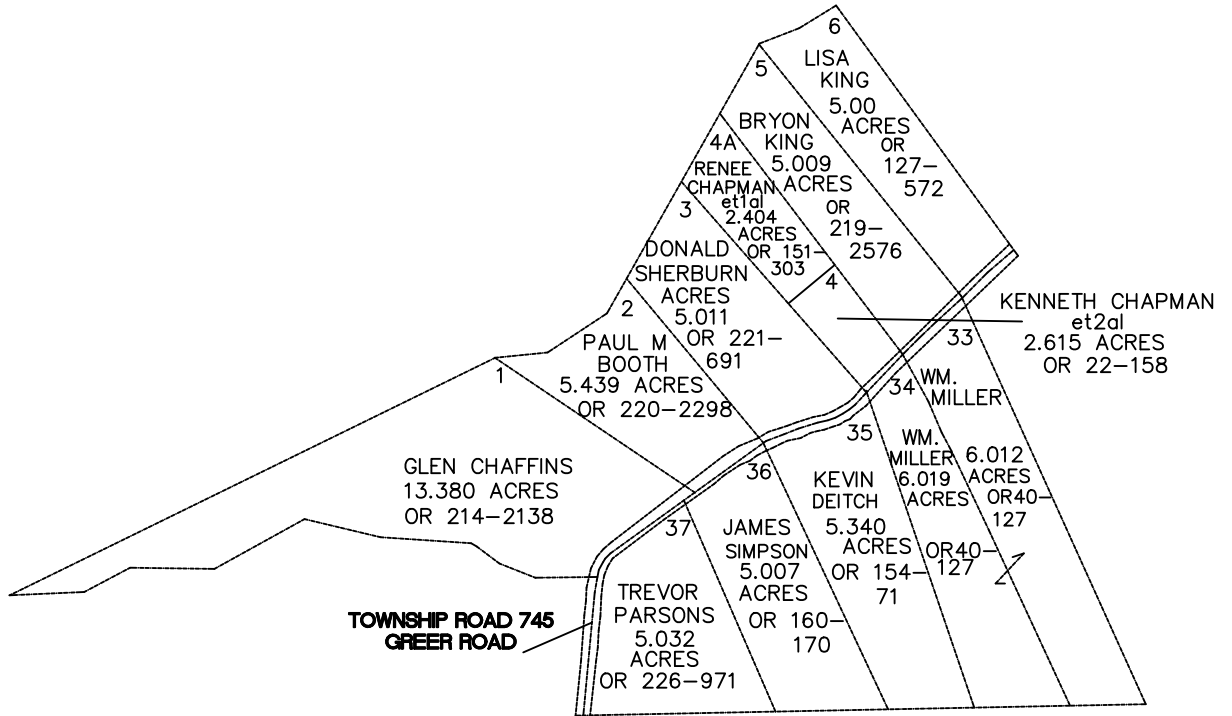 6
LISA
KING
5.00
ACRES
OR
127–
572
5
BRYON
KING
5.009
ACRES
OR
219–
2576
4A
RENEE
CHAPMAN
et1al
2.404
ACRES
OR 151–
303
4
KENNETH CHAPMAN
et2al
2.615 ACRES
OR 22–158
3
DONALD
SHERBURN
ACRES
5.011
OR 221–
691
2
PAUL M
BOOTH
5.439 ACRES
OR 220–2298
1
GLEN CHAFFINS
13.380 ACRES
OR 214–2138
33
WM.
MILLER
6.012
ACRES
OR40–
127
34
WM.
MILLER
6.019
ACRES
OR40–
127
35
KEVIN
DEITCH
5.340
ACRES
OR 154–
71
36
JAMES
SIMPSON
5.007
ACRES
OR 160–
170
37
TREVOR
PARSONS
5.032
ACRES
OR 226–971
TOWNSHIP ROAD 745
GREER ROAD